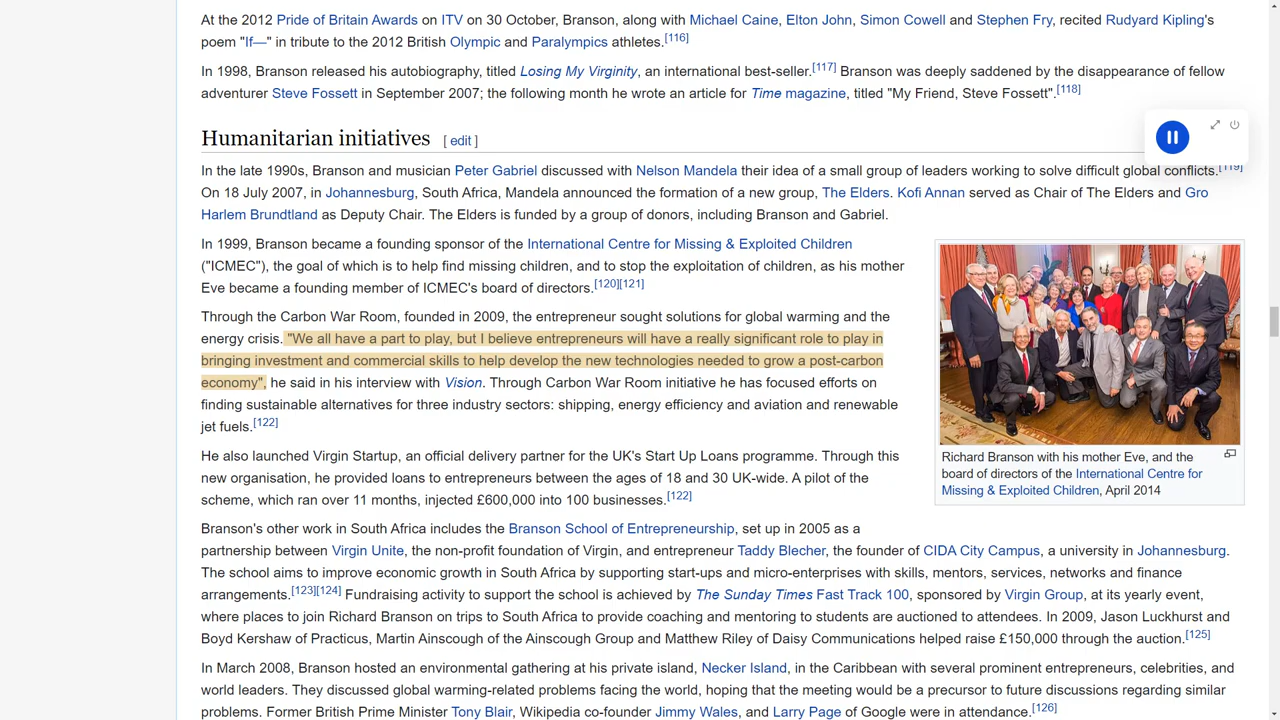 At the 2012 Pride of Britain Awards on ITV on 30 October, Branson, along with Michael Caine, Elton John, Simon Cowell and Stephen Fry, recited Rudyard Kipling's
poem "If—" in tribute to the 2012 British Olympic and Paralympics athletes.[116]
In 1998, Branson released his autobiography, titled Losing My Virginity, an international best-seller.[117] Branson was deeply saddened by the disappearance of fellow
adventurer Steve Fossett in September 2007; the following month he wrote an article for Time magazine, titled "My Friend, Steve Fossett".[118]
Humanitarian initiatives [ edit ]
In the late 1990s, Branson and musician Peter Gabriel discussed with Nelson Mandela their idea of a small group of leaders working to solve difficult global conflicts.[119]
On 18 July 2007, in Johannesburg, South Africa, Mandela announced the formation of a new group, The Elders. Kofi Annan served as Chair of The Elders and Gro
Harlem Brundtland as Deputy Chair. The Elders is funded by a group of donors, including Branson and Gabriel.
In 1999, Branson became a founding sponsor of the International Centre for Missing & Exploited Children
("ICMEC"), the goal of which is to help find missing children, and to stop the exploitation of children, as his mother
Eve became a founding member of ICMEC's board of directors.[120][121]
Through the Carbon War Room, founded in 2009, the entrepreneur sought solutions for global warming and the
energy crisis. "We all have a part to play, but I believe entrepreneurs will have a really significant role to play in
bringing investment and commercial skills to help develop the new technologies needed to grow a post-carbon
economy", he said in his interview with Vision. Through Carbon War Room initiative he has focused efforts on
finding sustainable alternatives for three industry sectors: shipping, energy efficiency and aviation and renewable
jet fuels.[122]
Richard Branson with his mother Eve, and the
board of directors of the International Centre for
Missing & Exploited Children, April 2014
He also launched Virgin Startup, an official delivery partner for the UK's Start Up Loans programme. Through this
new organisation, he provided loans to entrepreneurs between the ages of 18 and 30 UK-wide. A pilot of the
scheme, which ran over 11 months, injected £600,000 into 100 businesses.[122]
Branson's other work in South Africa includes the Branson School of Entrepreneurship, set up in 2005 as a
partnership between Virgin Unite, the non-profit foundation of Virgin, and entrepreneur Taddy Blecher, the founder of CIDA City Campus, a university in Johannesburg.
The school aims to improve economic growth in South Africa by supporting start-ups and micro-enterprises with skills, mentors, services, networks and finance
arrangements.[123][124] Fundraising activity to support the school is achieved by The Sunday Times Fast Track 100, sponsored by Virgin Group, at its yearly event,
where places to join Richard Branson on trips to South Africa to provide coaching and mentoring to students are auctioned to attendees. In 2009, Jason Luckhurst and
Boyd Kershaw of Practicus, Martin Ainscough of the Ainscough Group and Matthew Riley of Daisy Communications helped raise £150,000 through the auction.[125]
In March 2008, Branson hosted an environmental gathering at his private island, Necker Island, in the Caribbean with several prominent entrepreneurs, celebrities, and
world leaders. They discussed global warming-related problems facing the world, hoping that the meeting would be a precursor to future discussions regarding similar
problems. Former British Prime Minister Tony Blair, Wikipedia co-founder Jimmy Wales, and Larry Page of Google were in attendance.[126]